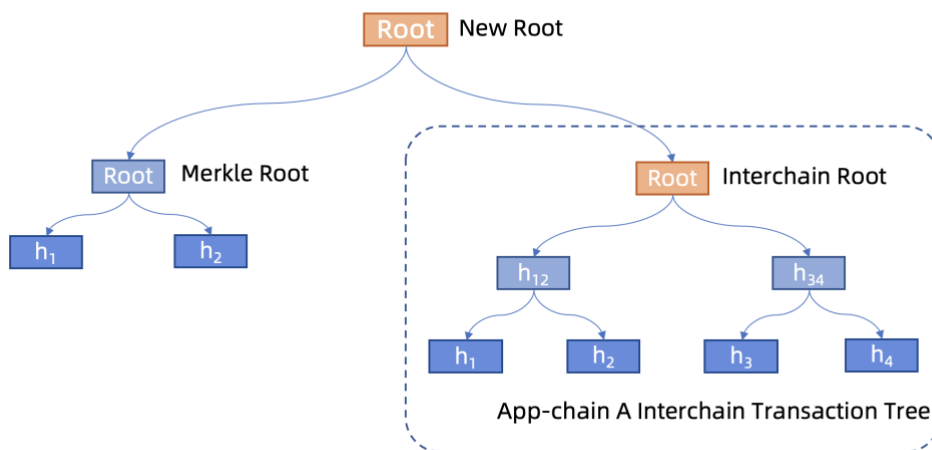 Root New Root
Root Merkle Root
Root Interchain Root
h₁ h₂
h₁₂ h₃₄
h₁ h₂ h₃ h₄
App-chain A Interchain Transaction Tree